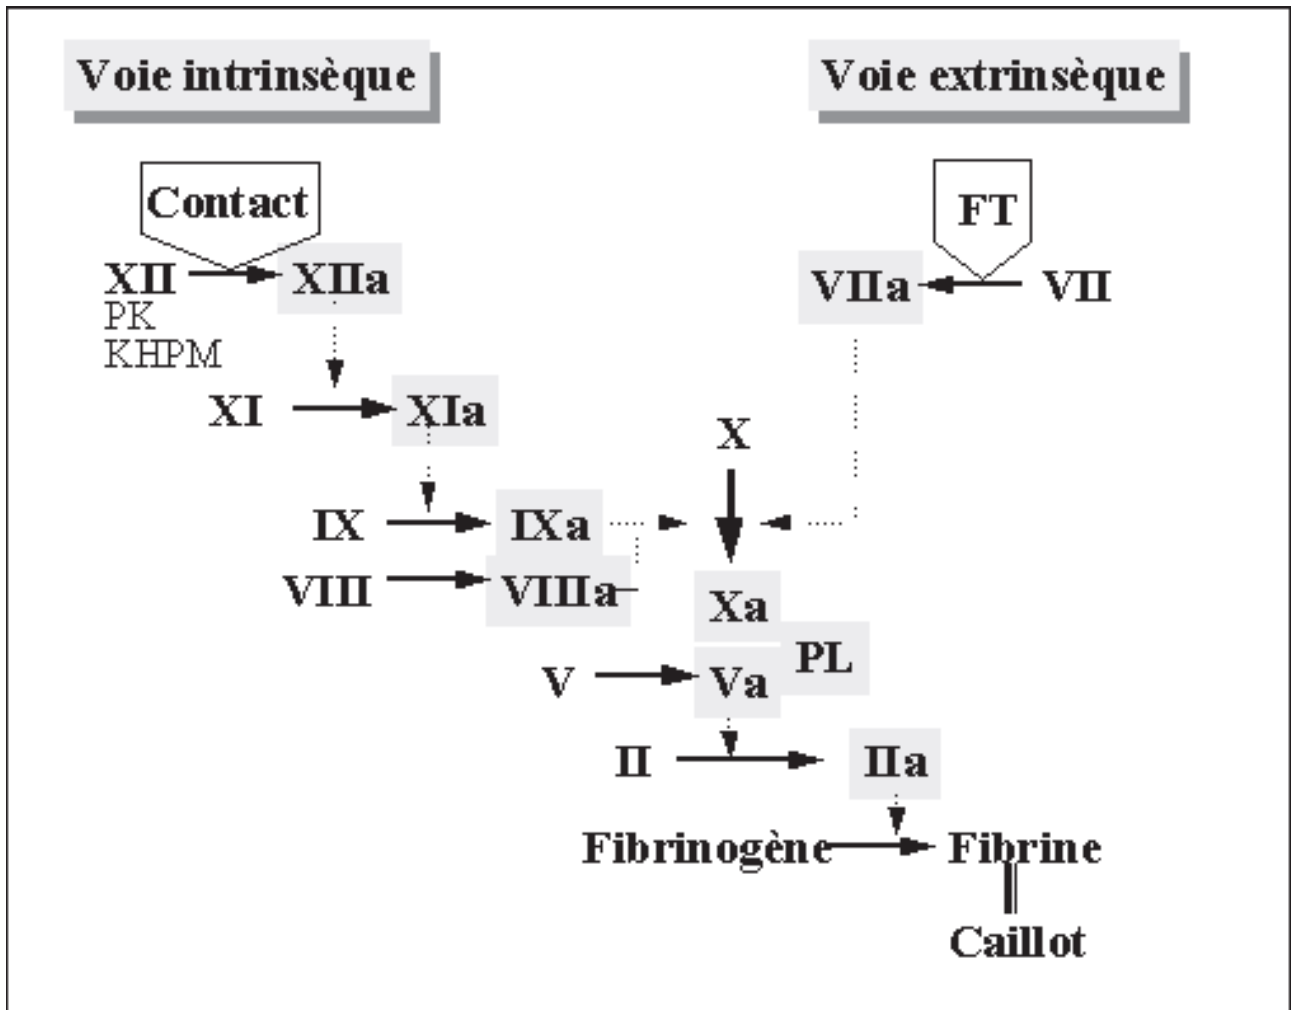 Voie intrinsèque
Voie extrinsèque
Contact
FT
XII XIIa
VIIa VII
PK
KHPM
XI XIa
X
IX IXa
VIII VIIIa
Xa
PL
V Va
II IIa
Fibrinogène Fibrine
Caillot